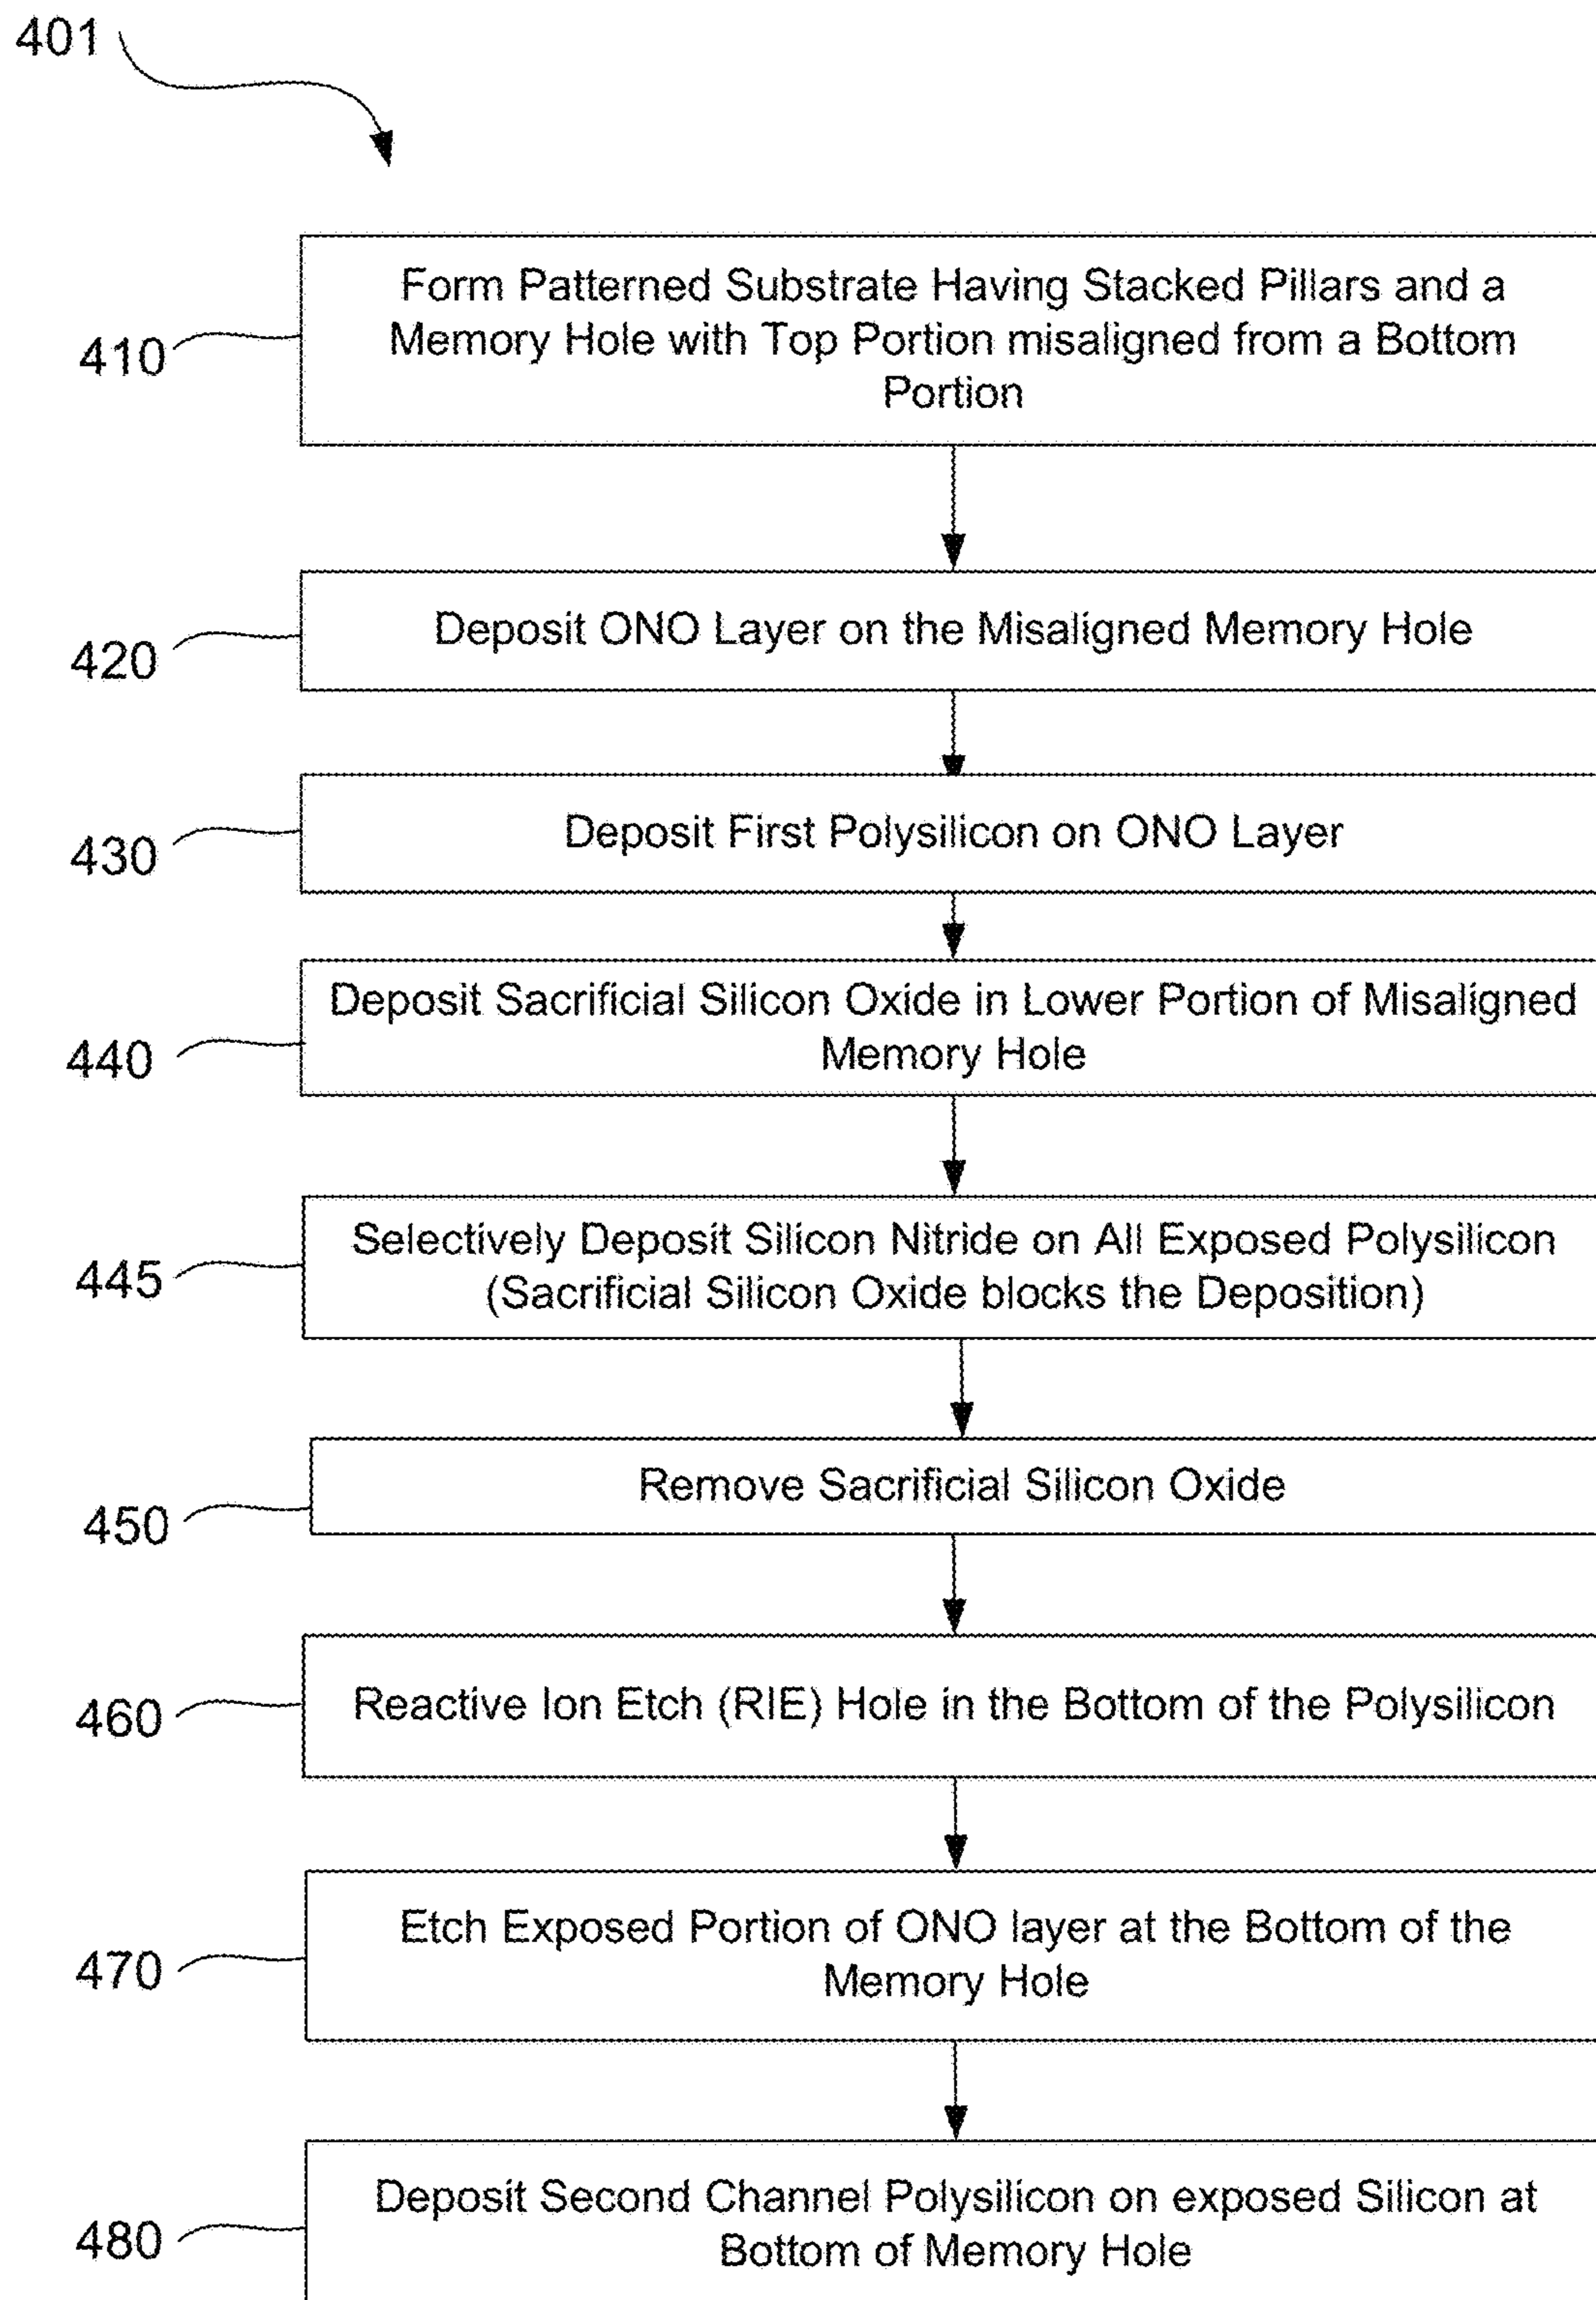 401
Form Patterned Substrate Having Stacked Pillars and a
Memory Hole with Top Portion misaligned from a Bottom
Portion
410
Deposit ONO Layer on the Misaligned Memory Hole
420
Deposit First Polysilicon on ONO Layer
430
Deposit Sacrificial Silicon Oxide in Lower Portion of Misaligned
Memory Hole
440
Selectively Deposit Silicon Nitride on All Exposed Polysilicon
(Sacrificial Silicon Oxide blocks the Deposition)
445
Remove Sacrificial Silicon Oxide
450
Reactive Ion Etch (RIE) Hole in the Bottom of the Polysilicon
460
Etch Exposed Portion of ONO layer at the Bottom of the
Memory Hole
470
Deposit Second Channel Polysilicon on exposed Silicon at
Bottom of Memory Hole
480